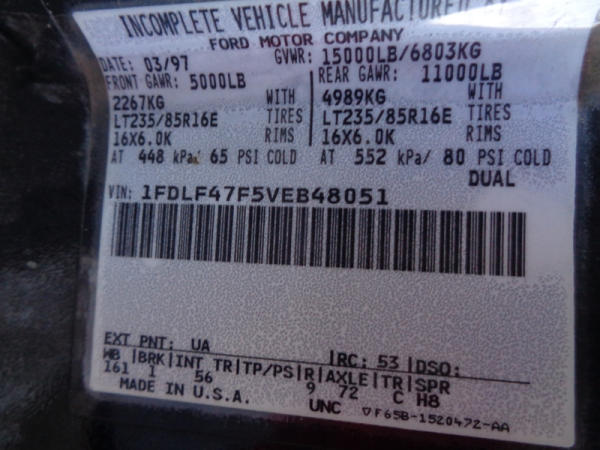 INCOMPLETE VEHICLE MANUFACTURED
FORD MOTOR COMPANY
DATE: 03/97 GVWR: 15000LB/6803KG
FRONT GAWR: 5000LB REAR GAWR: 11000LB
2267KG WITH 4989KG WITH
LT235/85R16E TIRES LT235/85R16E TIRES
16X6.0K RIMS 16X6.0K RIMS
AT 448 kPa/ 65 PSI COLD AT 552 kPa/ 80 PSI COLD
DUAL
VIN: 1FDLF47F5VEB48051
EXT PNT: UA |RC: 53 |DSO:
WB |BRK|INT TR|TP/PS|R|AXLE|TR|SPR
161 1 56 9 72 C H8
MADE IN U.S.A. UNC ▽F65B-1520472-AA